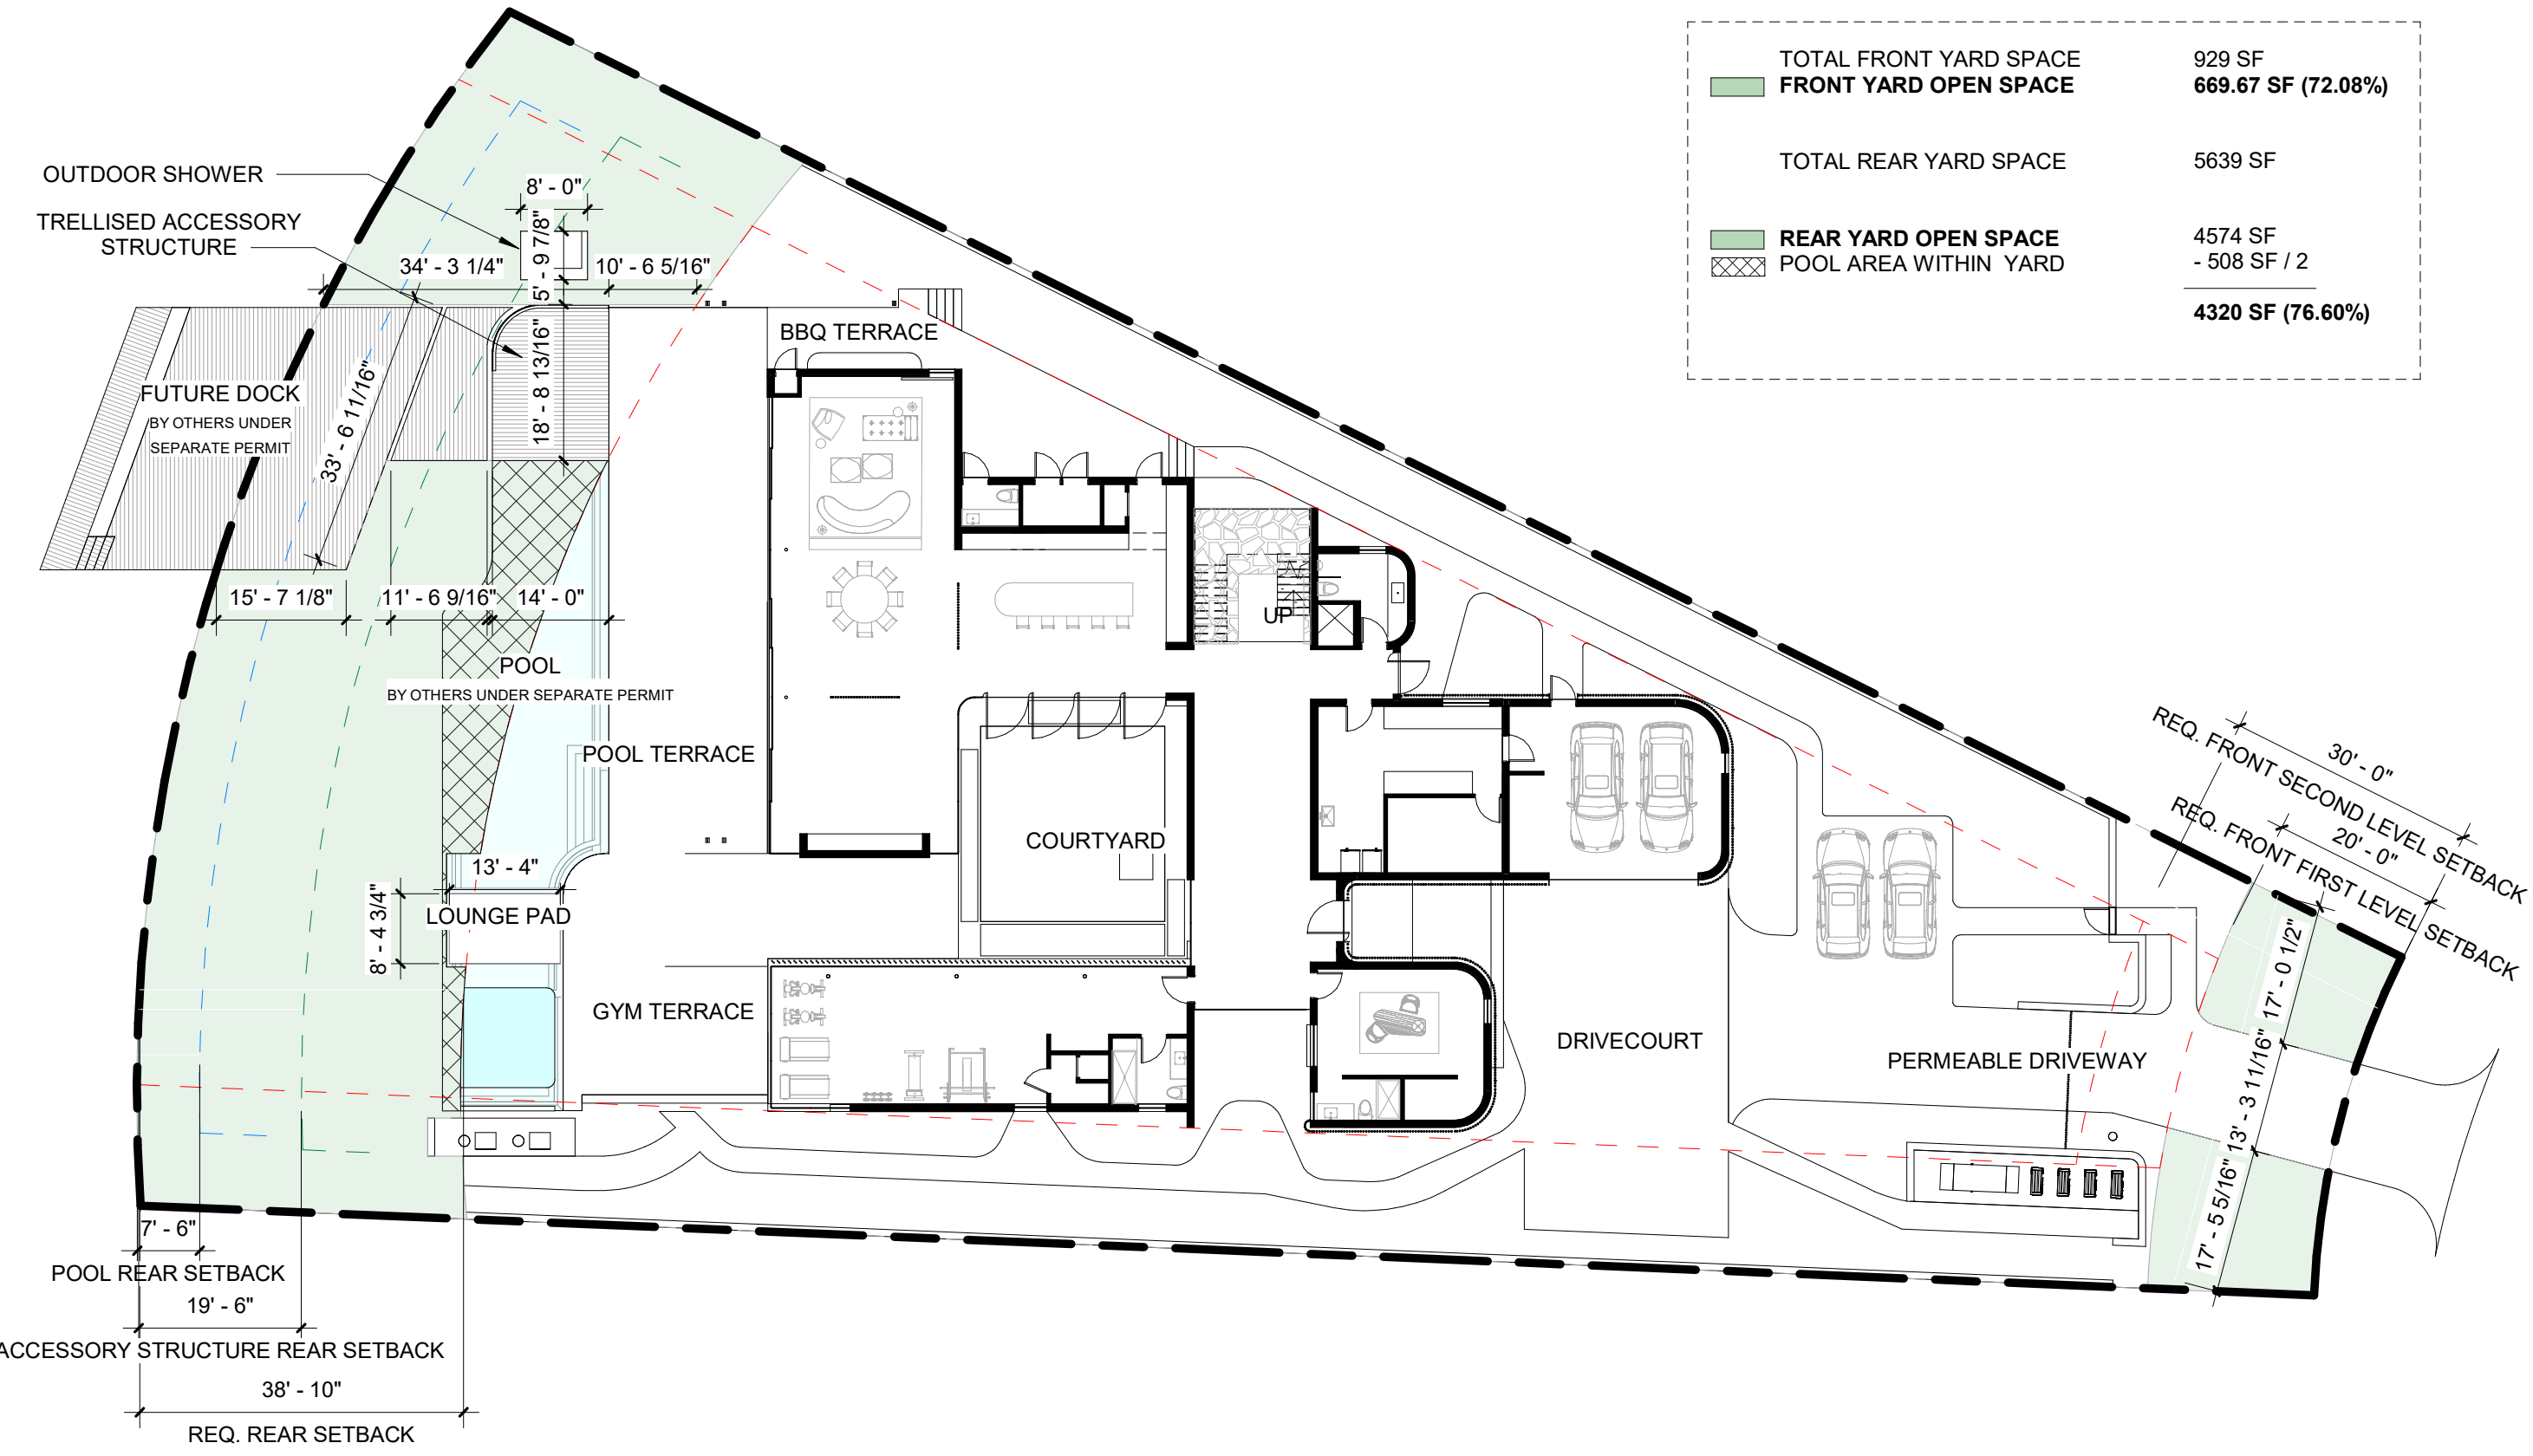 TOTAL FRONT YARD SPACE 929 SF
FRONT YARD OPEN SPACE 669.67 SF (72.08%)
TOTAL REAR YARD SPACE 5639 SF
REAR YARD OPEN SPACE 4574 SF
POOL AREA WITHIN YARD - 508 SF / 2
4320 SF (76.60%)
OUTDOOR SHOWER
TRELLISED ACCESSORY
STRUCTURE
8' - 0"
5' - 9 7/8"
34' - 3 1/4"
10' - 6 5/16"
18' - 8 13/16"
33' - 6 11/16"
BBQ TERRACE
FUTURE DOCK
BY OTHERS UNDER
SEPARATE PERMIT
15' - 7 1/8"
11' - 6 9/16"
14' - 0"
UP
POOL
BY OTHERS UNDER SEPARATE PERMIT
POOL TERRACE
COURTYARD
13' - 4"
8' - 4 3/4"
LOUNGE PAD
GYM TERRACE
DRIVECOURT
PERMEABLE DRIVEWAY
30' - 0"
REQ. FRONT SECOND LEVEL SETBACK
20' - 0"
REQ. FRONT FIRST LEVEL SETBACK
17' - 0 1/2"
13' - 3 11/16"
17' - 5 5/16"
7' - 6"
POOL REAR SETBACK
19' - 6"
ACCESSORY STRUCTURE REAR SETBACK
38' - 10"
REQ. REAR SETBACK